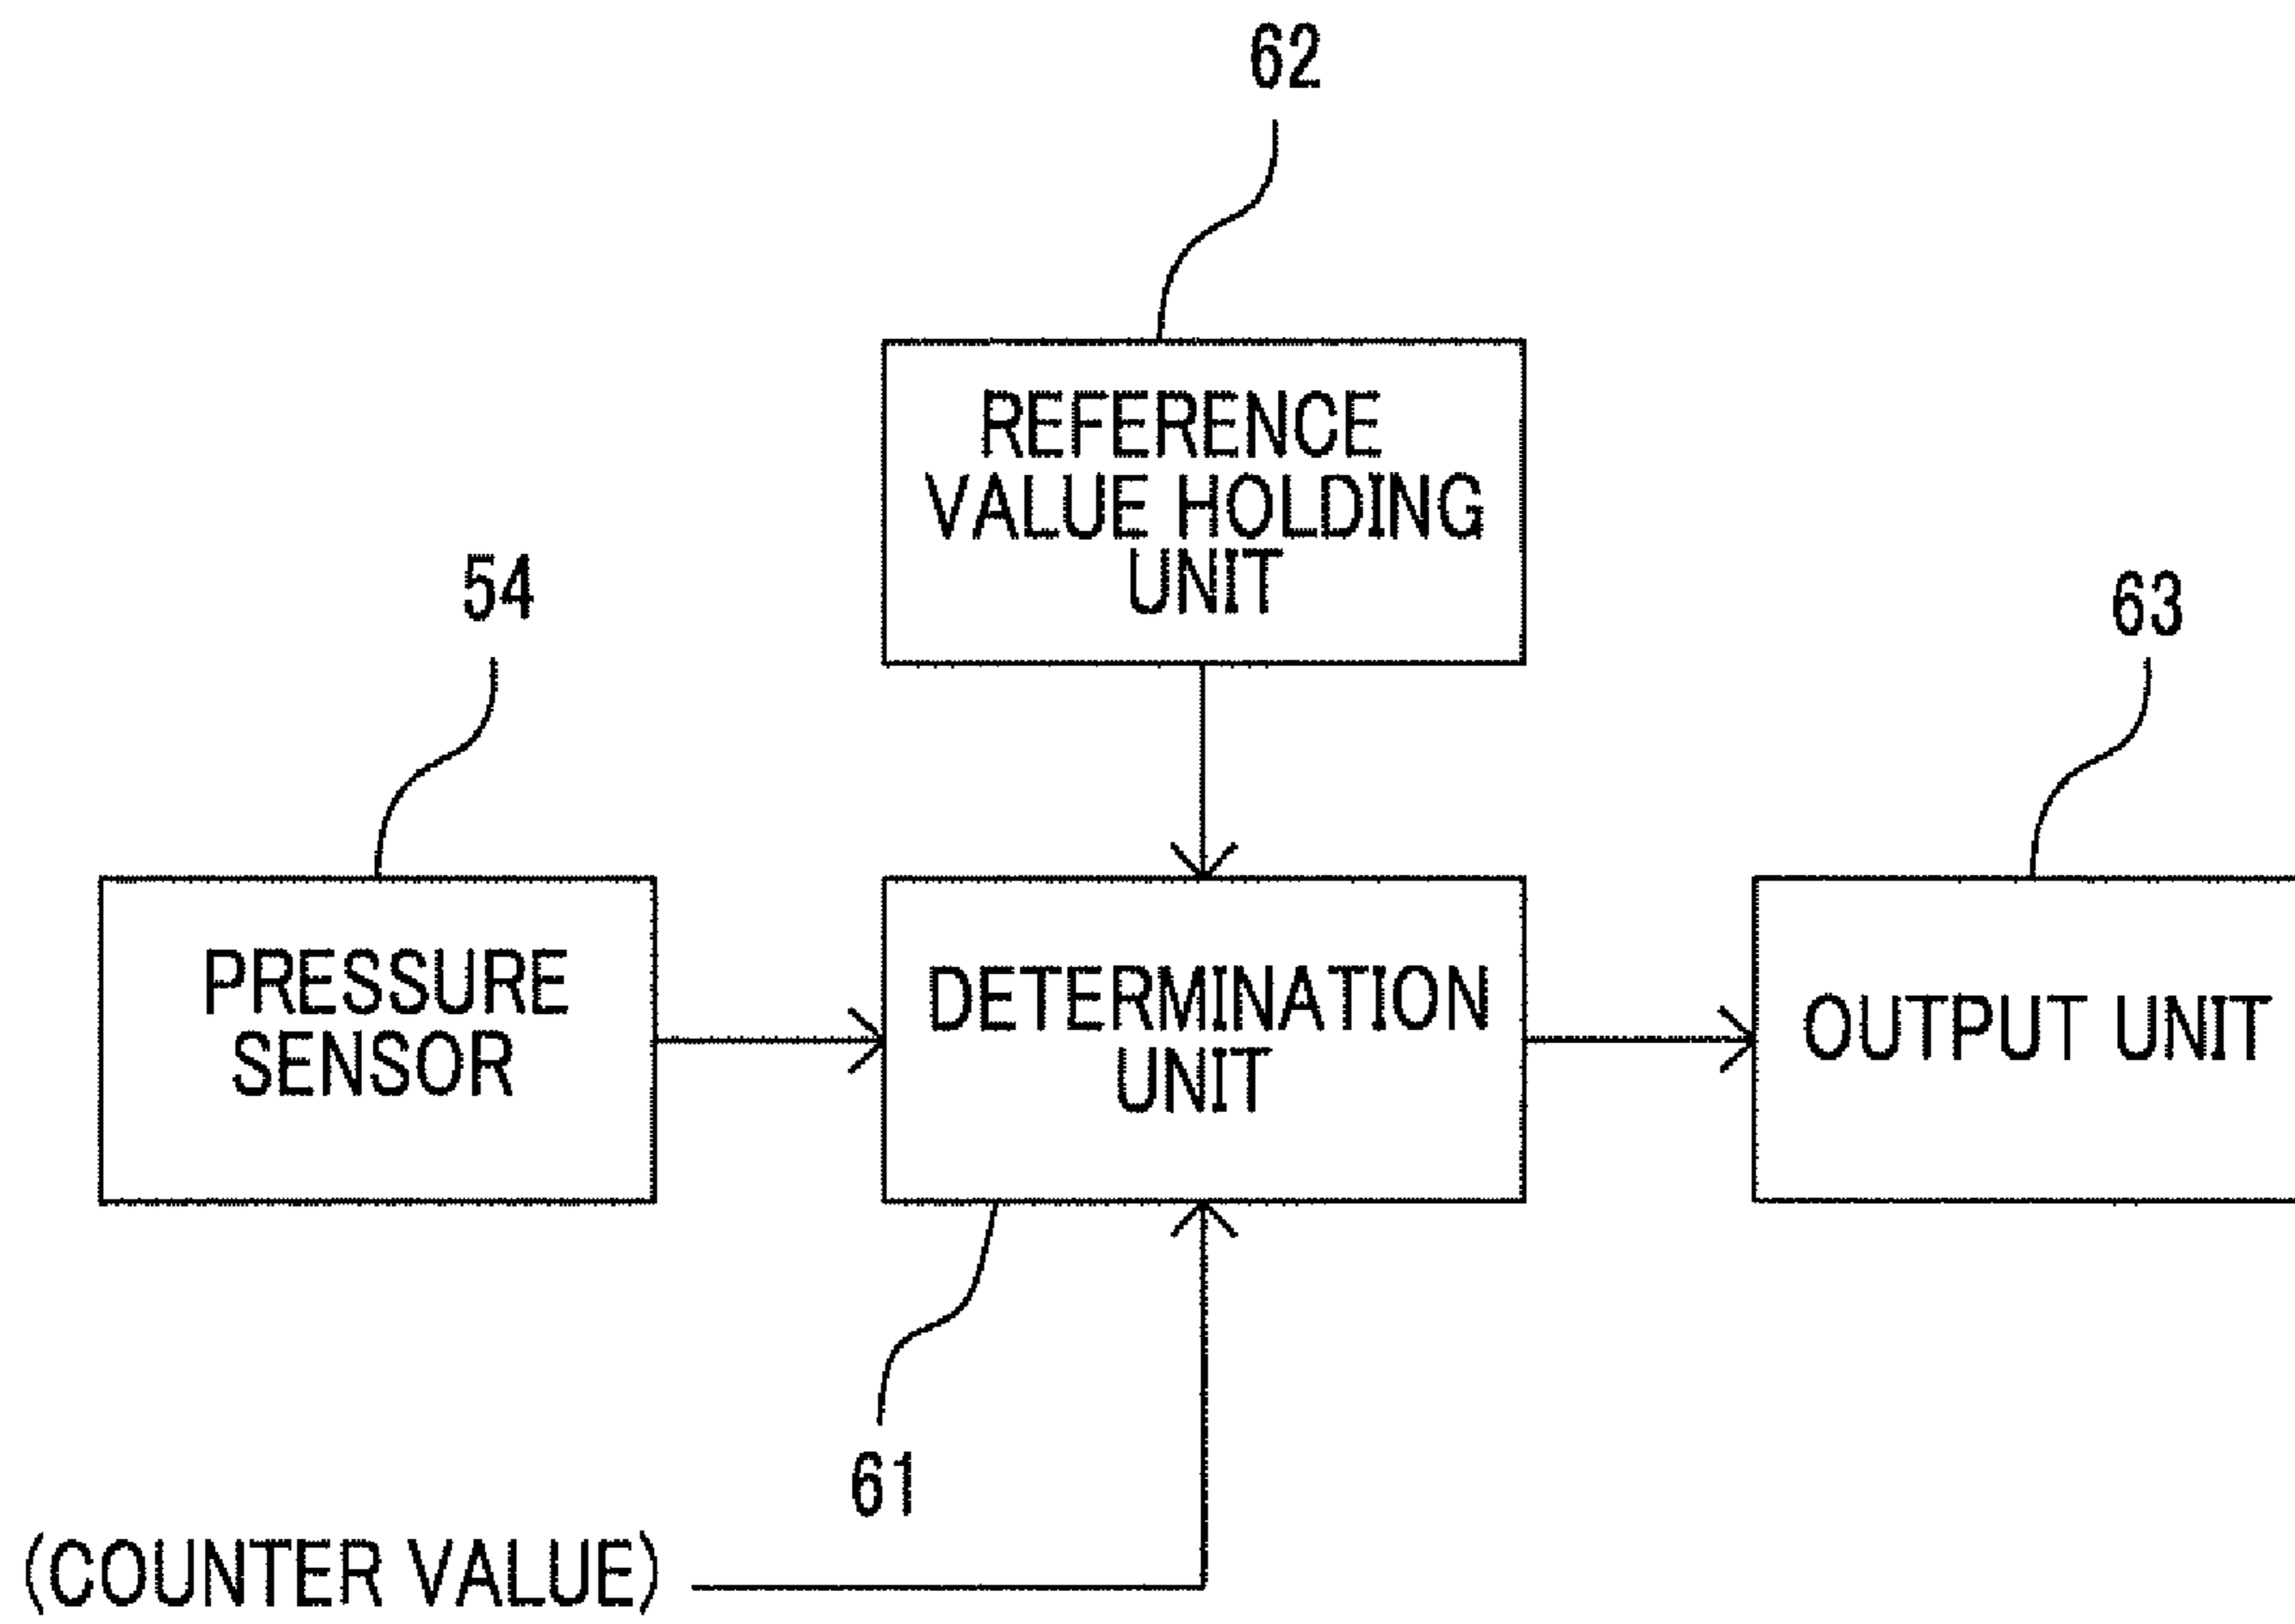 62
REFERENCE
VALUE HOLDING
UNIT
54
63
PRESSURE
SENSOR
DETERMINATION
UNIT
OUTPUT UNIT
61
(COUNTER VALUE)